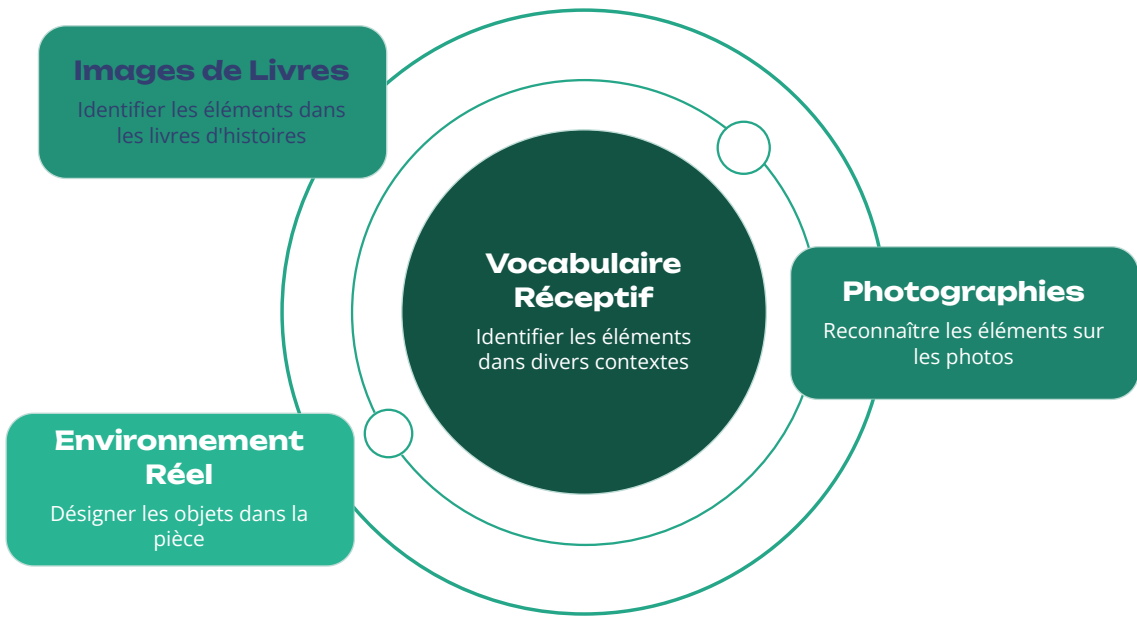 Images de Livres
Identifier les éléments dans
les livres d'histoires
Vocabulaire
Réceptif
Identifier les éléments
dans divers contextes
Photographies
Reconnaître les éléments sur
les photos
Environnement
Réel
Désigner les objets dans la
pièce